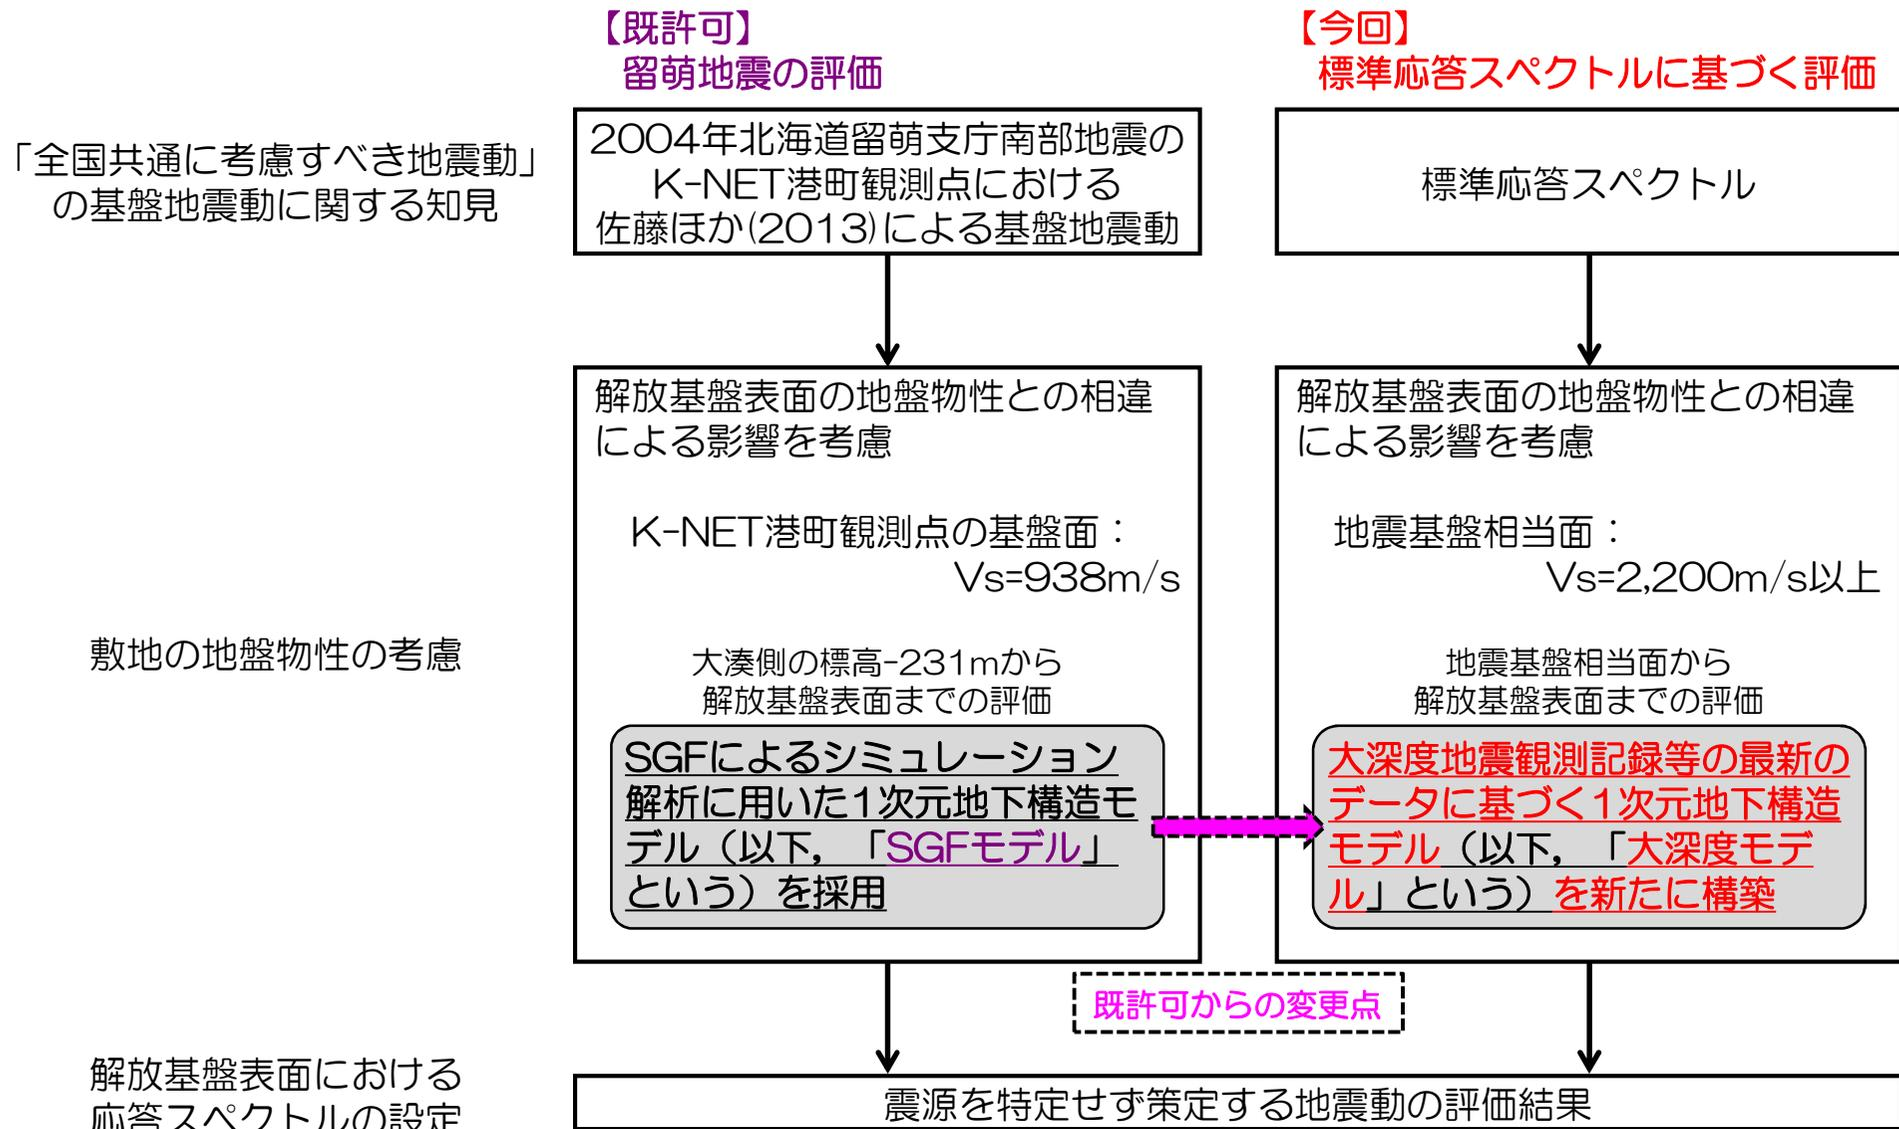 【既許可】
留萌地震の評価
【今回】
標準応答スペクトルに基づく評価
「全国共通に考慮すべき地震動」
の基盤地震動に関する知見
2004年北海道留萌支庁南部地震の
K-NET港町観測点における
佐藤ほか(2013)による基盤地震動
標準応答スペクトル
敷地の地盤物性の考慮
解放基盤表面の地盤物性との相違
による影響を考慮
K-NET港町観測点の基盤面：
Vs=938m/s
大湊側の標高-231mから
解放基盤表面までの評価
SGFによるシミュレーション
解析に用いた1次元地下構造モ
デル（以下，「SGFモデル」
という）を採用
解放基盤表面の地盤物性との相違
による影響を考慮
地震基盤相当面：
Vs=2,200m/s以上
地震基盤相当面から
解放基盤表面までの評価
大深度地震観測記録等の最新の
データに基づく1次元地下構造
モデル（以下，「大深度モデ
ル」という）を新たに構築
既許可からの変更点
解放基盤表面における
応答スペクトルの設定
震源を特定せず策定する地震動の評価結果